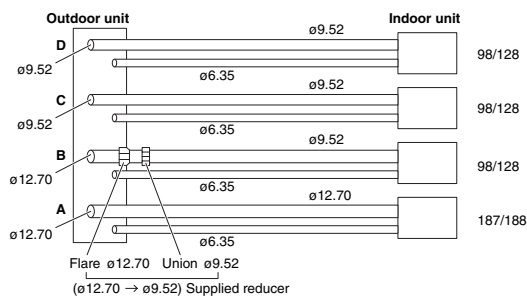 Outdoor unit Indoor unit
D ø9.52
ø9.52 98/128
ø6.35
C ø9.52
ø9.52 98/128
ø6.35
B ø9.52
ø12.70 98/128
ø6.35
A ø12.70
ø12.70 187/188
ø6.35
Flare ø12.70 Union ø9.52
(ø12.70 → ø9.52) Supplied reducer